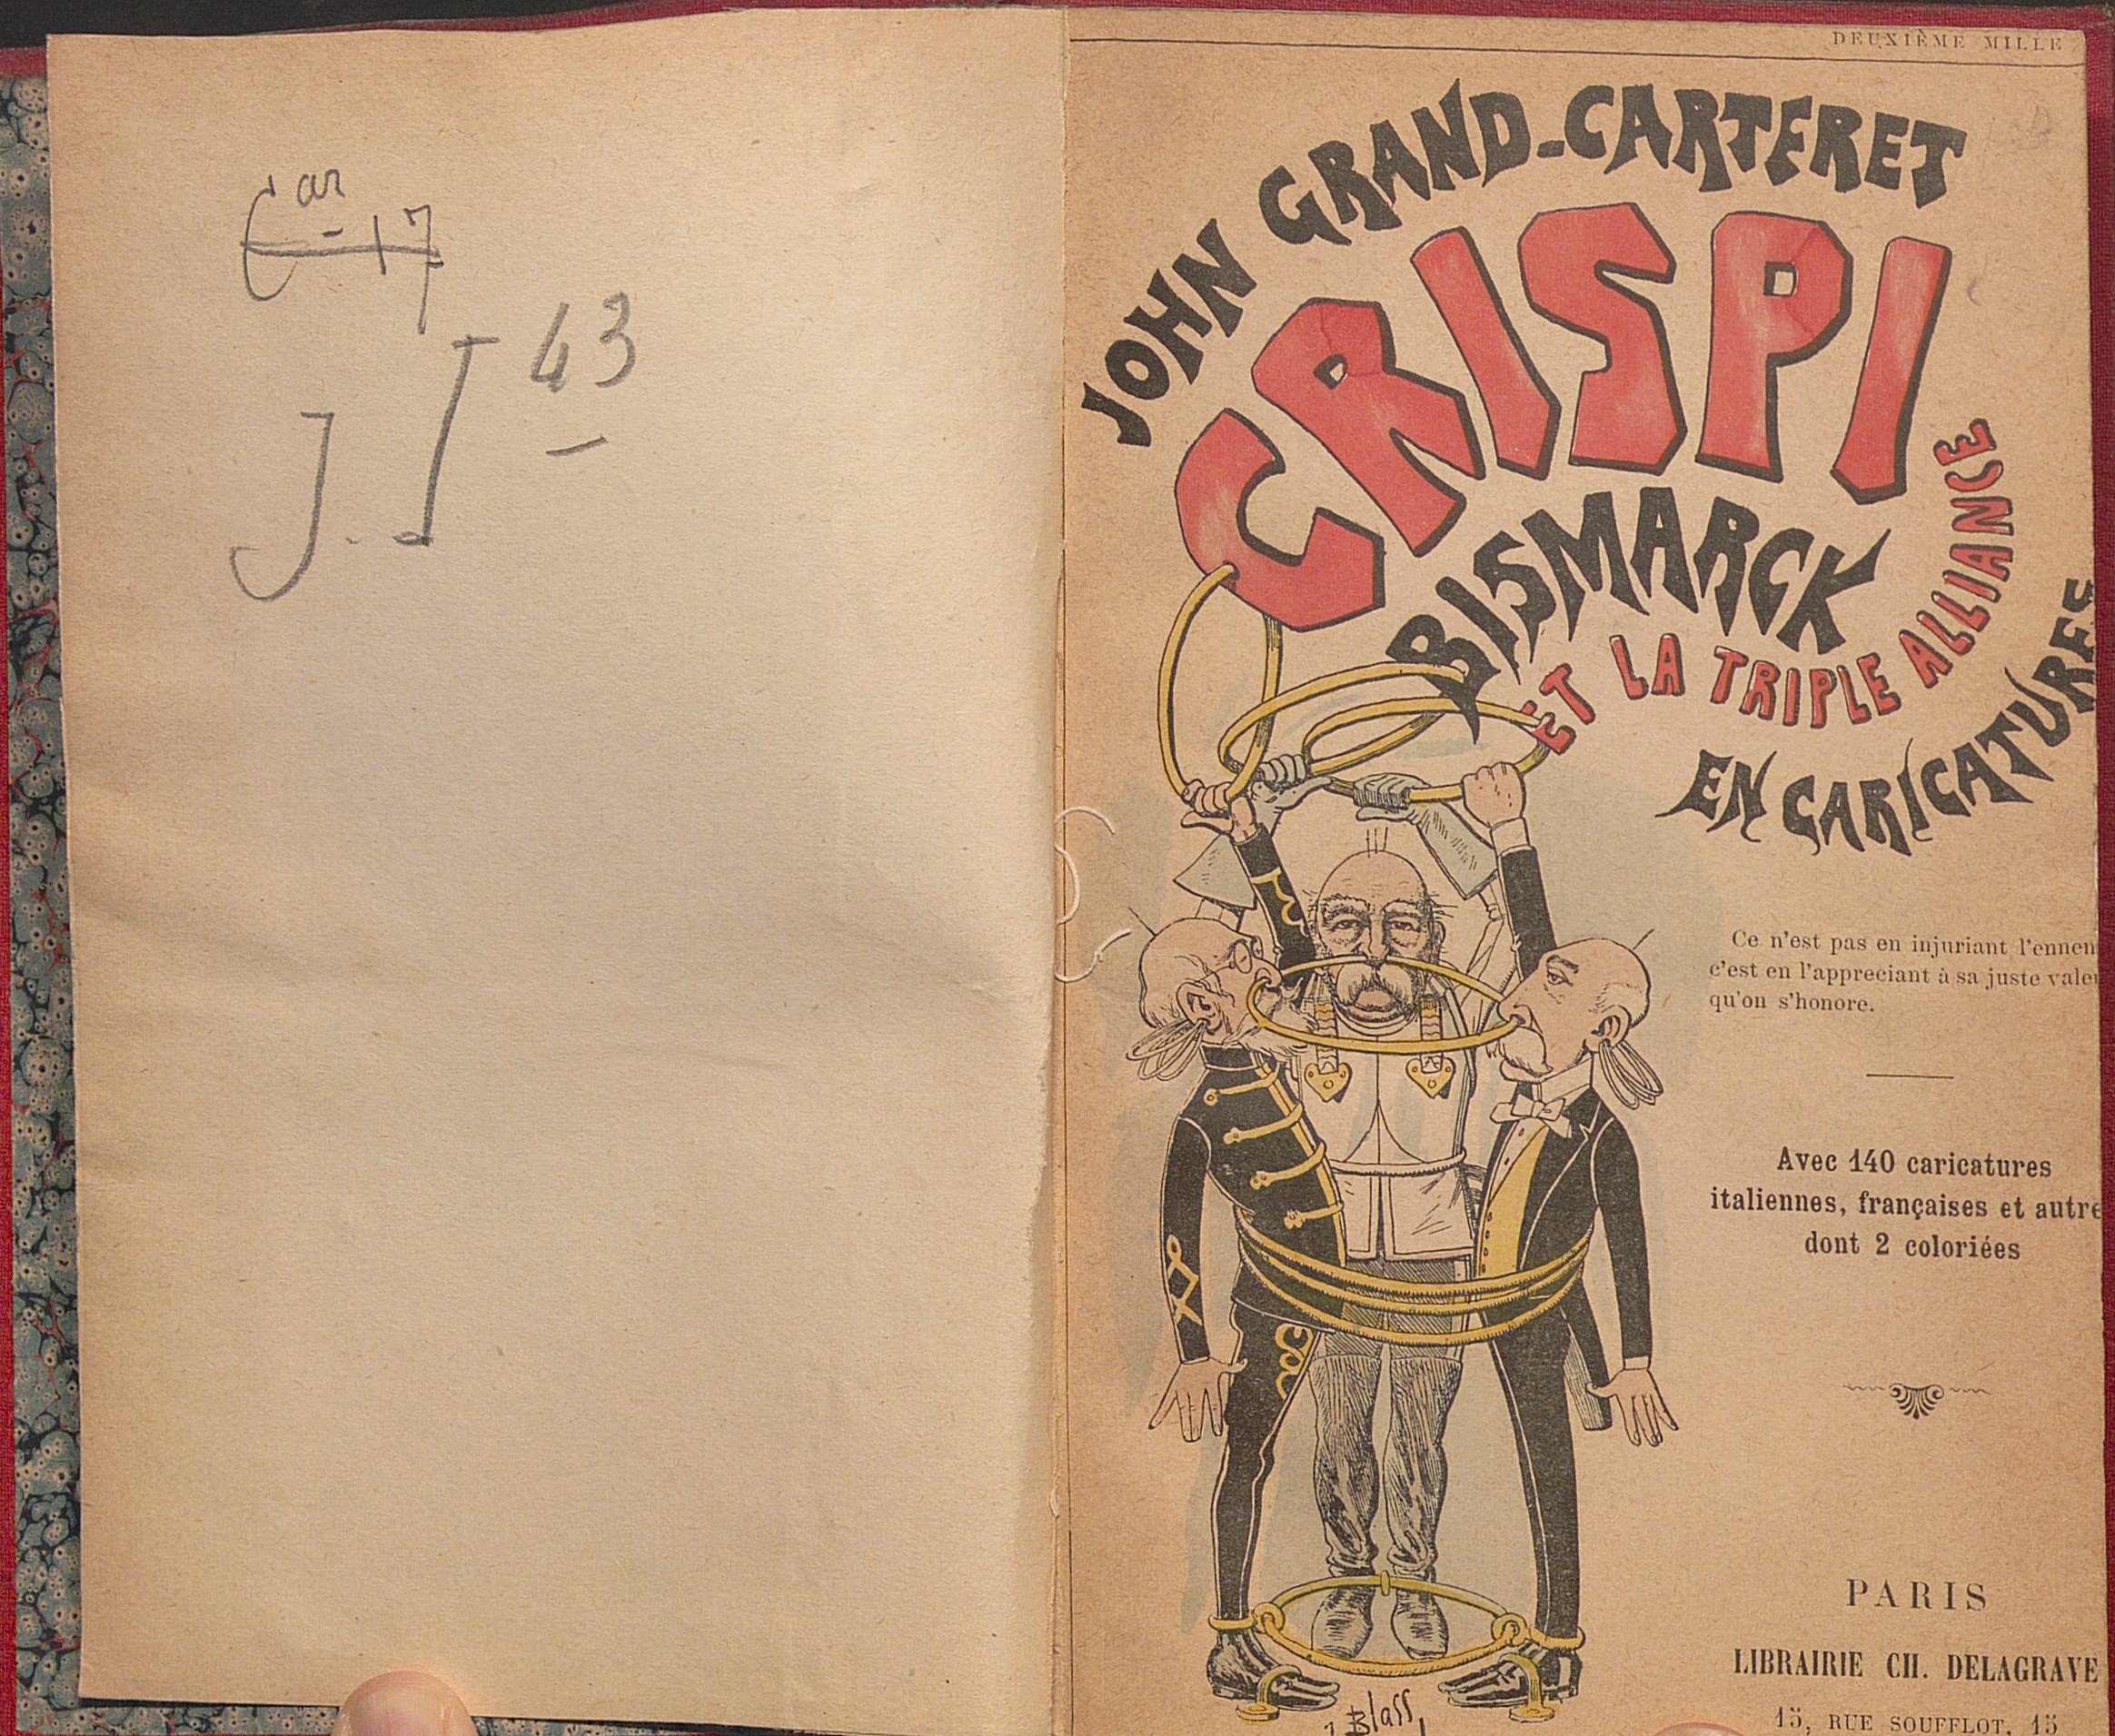 Car
-17
J. I 43
DEUXIÈME MILLE
JOHN GRAND-CARTERET
CRISPI
BISMARCK
ET LA TRIPLE ALLIANCE
EN CARICATURES
Ce n'est pas en injuriant l'ennem
c'est en l'appreciant à sa juste valeu
qu'on s'honore.
Avec 140 caricatures
italiennes, françaises et autre
dont 2 coloriées
PARIS
LIBRAIRIE CH. DELAGRAVE
15, RUE SOUFFLOT, 15
J Blass